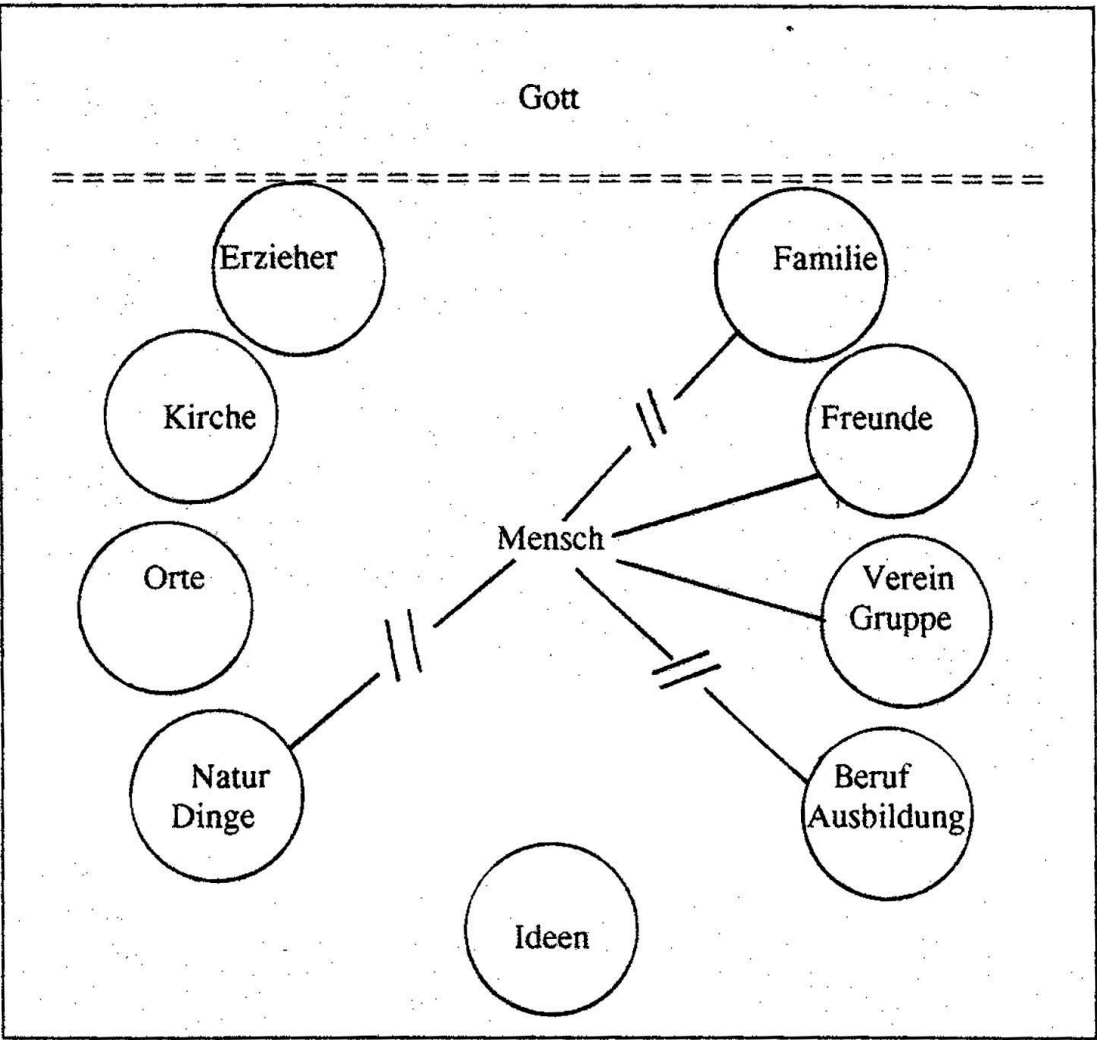 Gott
Erzieher
Familie
Kirche
Freunde
Mensch
Orte
Verein
Gruppe
Natur
Dinge
Beruf
Ausbildung
Ideen